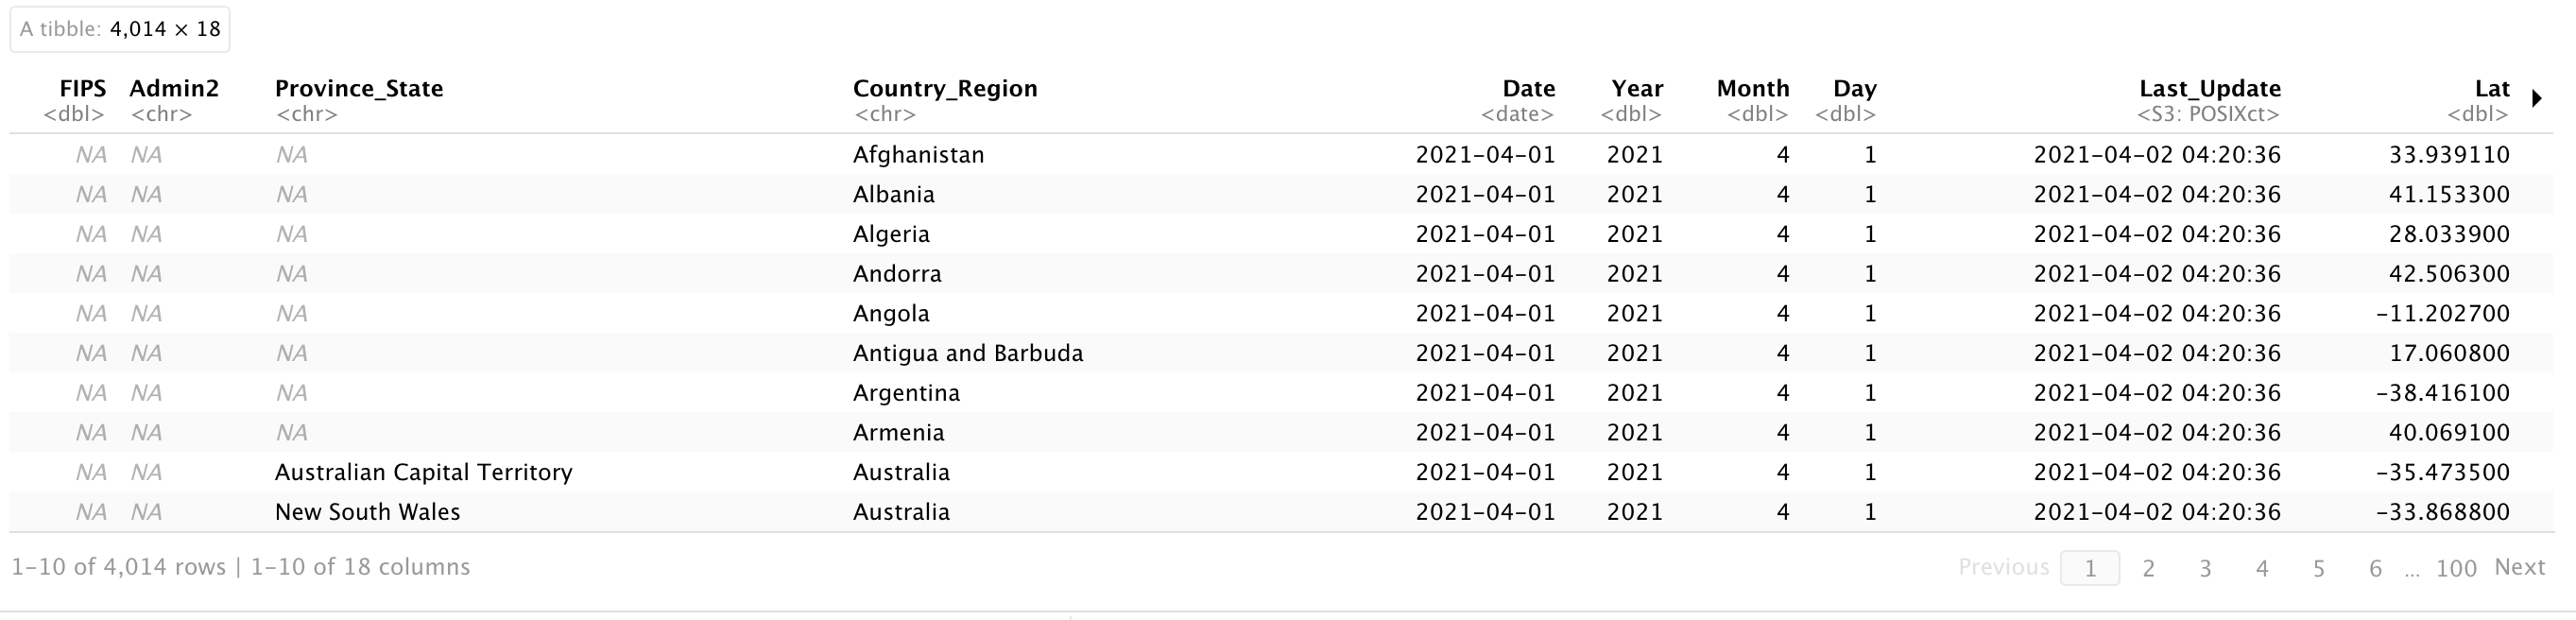 A tibble: 4,014 × 18
FIPS Admin2 Province_State Country_Region Date Year Month Day Last_Update Lat
<dbl> <chr> <chr> <chr> <date> <dbl> <dbl> <dbl> <S3: POSIXct> <dbl>
NA NA NA Afghanistan 2021-04-01 2021 4 1 2021-04-02 04:20:36 33.939110
NA NA NA Albania 2021-04-01 2021 4 1 2021-04-02 04:20:36 41.153300
NA NA NA Algeria 2021-04-01 2021 4 1 2021-04-02 04:20:36 28.033900
NA NA NA Andorra 2021-04-01 2021 4 1 2021-04-02 04:20:36 42.506300
NA NA NA Angola 2021-04-01 2021 4 1 2021-04-02 04:20:36 -11.202700
NA NA NA Antigua and Barbuda 2021-04-01 2021 4 1 2021-04-02 04:20:36 17.060800
NA NA NA Argentina 2021-04-01 2021 4 1 2021-04-02 04:20:36 -38.416100
NA NA NA Armenia 2021-04-01 2021 4 1 2021-04-02 04:20:36 40.069100
NA NA Australian Capital Territory Australia 2021-04-01 2021 4 1 2021-04-02 04:20:36 -35.473500
NA NA New South Wales Australia 2021-04-01 2021 4 1 2021-04-02 04:20:36 -33.868800
1-10 of 4,014 rows | 1-10 of 18 columns Previous 1 2 3 4 5 6 ... 100 Next